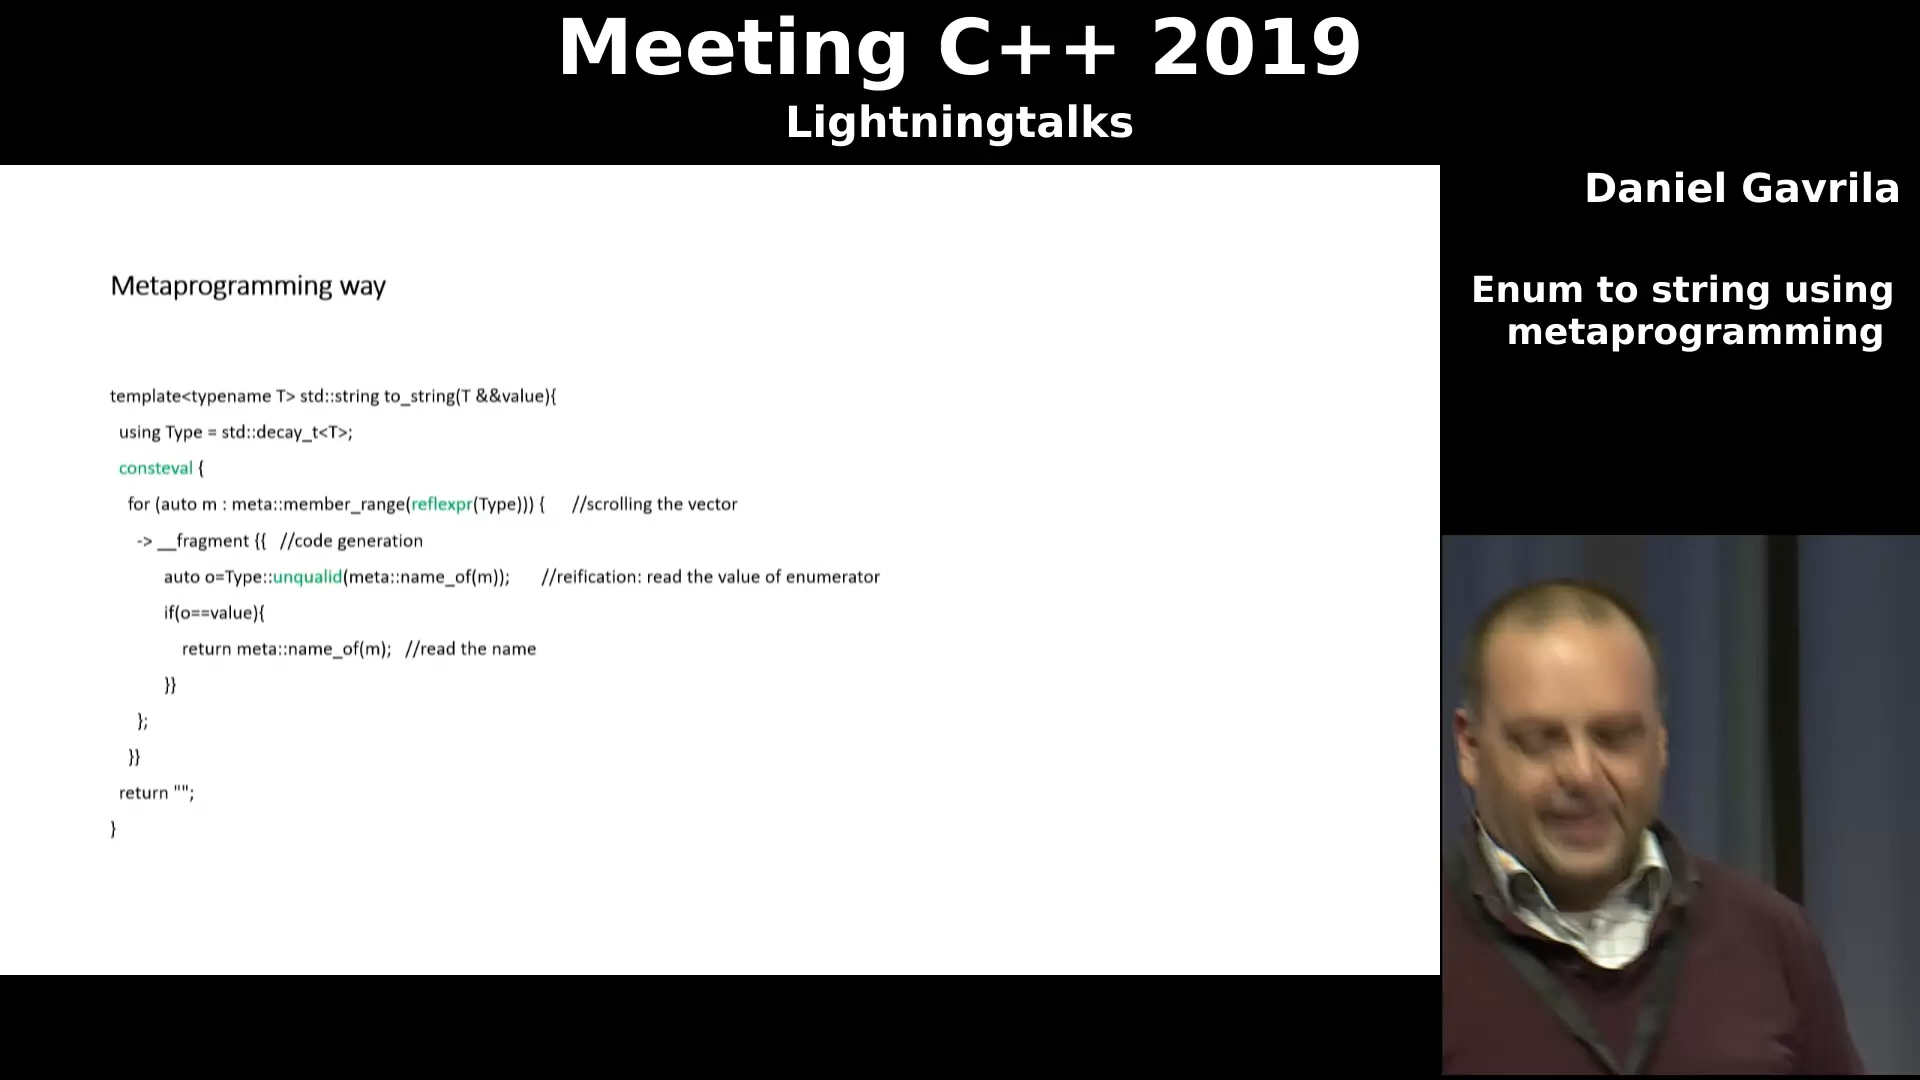 Meeting C++ 2019
Lightningtalks
Daniel Gavrila
Enum to string using
metaprogramming
Metaprogramming way
template<typename T> std::string to_string(T &&value){
using Type = std::decay_t<T>;
consteval {
for (auto m : meta::member_range(reflexpr(Type))) { //scrolling the vector
-> __fragment {{ //code generation
auto o=Type::unqualid(meta::name_of(m)); //reification: read the value of enumerator
if(o==value){
return meta::name_of(m); //read the name
}}
};
}}
return "";
}